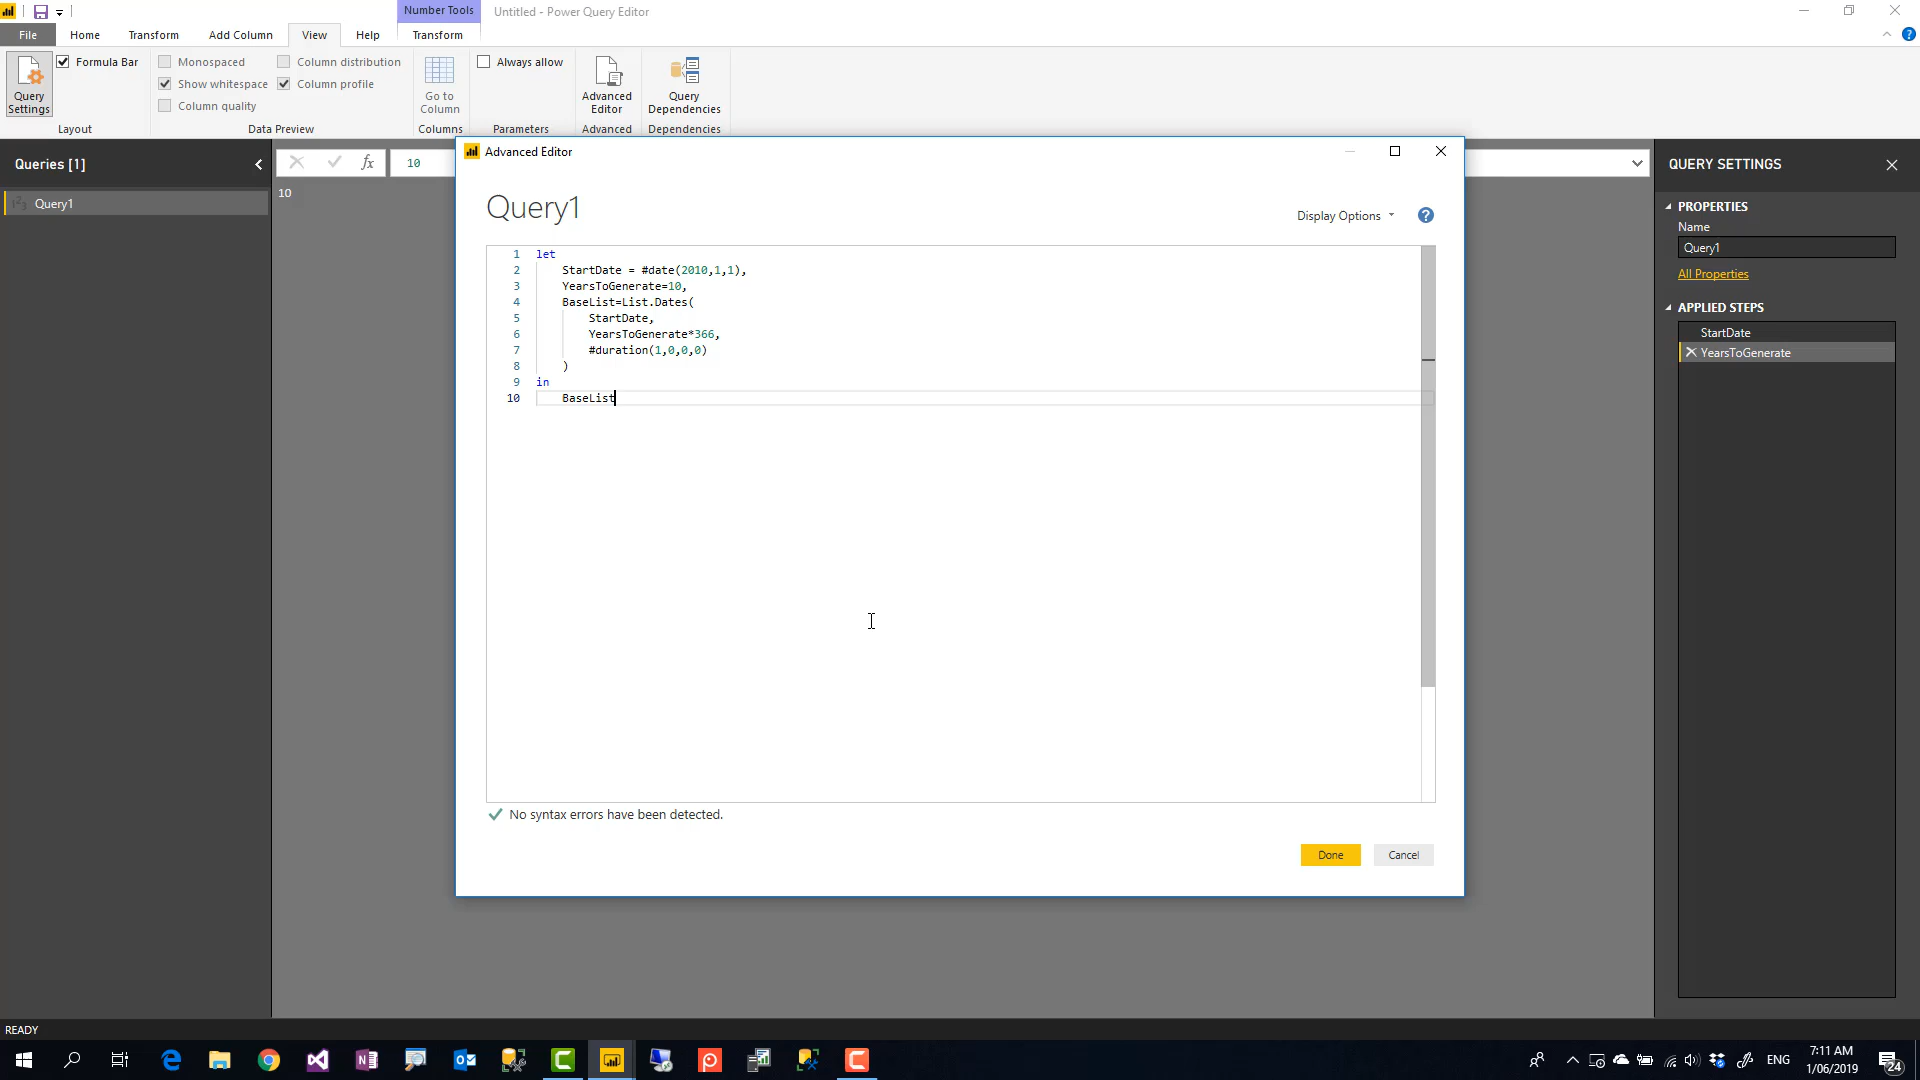 Number Tools
Untitled - Power Query Editor
File
Home
Transform
Add Column
View
Help
Transform
Query Settings
Formula Bar
Monospaced
Show whitespace
Column quality
Column distribution
Column profile
Go to Column
Always allow
Advanced Editor
Query Dependencies
Layout
Data Preview
Columns
Parameters
Advanced
Dependencies
Queries [1]
Query1
fx
10
10
Advanced Editor
Query1
Display Options
?
1 let
2 StartDate = #date(2010,1,1),
3 YearsToGenerate=10,
4 BaseList=List.Dates(
5 StartDate,
6 YearsToGenerate*366,
7 #duration(1,0,0,0)
8 )
9 in
10 BaseList
No syntax errors have been detected.
Done
Cancel
QUERY SETTINGS
PROPERTIES
Name
Query1
All Properties
APPLIED STEPS
StartDate
YearsToGenerate
READY
ENG
7:11 AM
1/06/2019
24